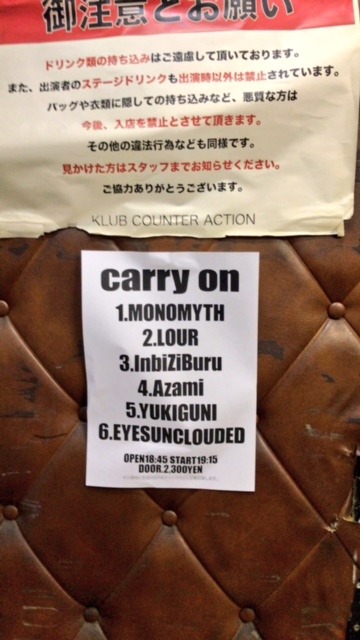 御注意とお願い
ドリンク類の持ち込みはご遠慮して頂いております。
また、出演者のステージドリンクも出演時以外は禁止されています。
バッグや衣類に隠しての持ち込みなど、悪質な方は
今後、入店を禁止とさせて頂きます。
その他の違法行為なども同様です。
見かけた方はスタッフまでお知らせください。
ご協力ありがとうございます。
KLUB COUNTER ACTION
carry on
1.MONOMYTH
2.LOUR
3.InbiZiBuru
4.Azami
5.YUKIGUNI
6.EYESUNCLOUDED
OPEN18:45 START19:15
DOOR.2,300YEN